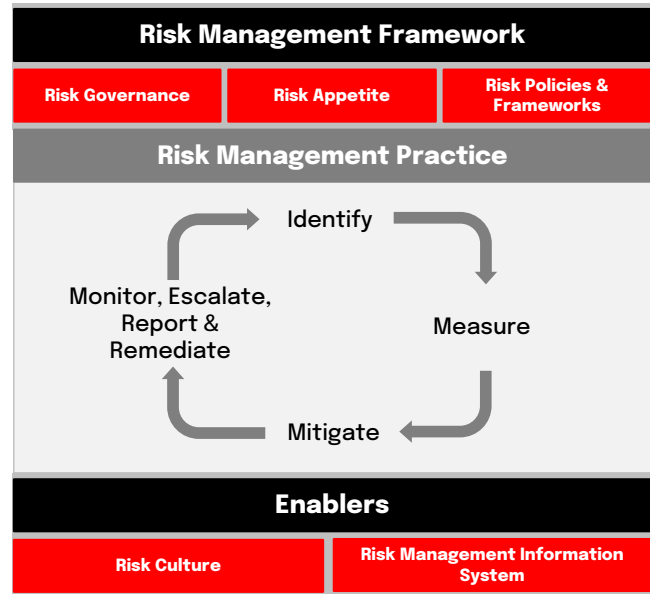 Risk Management Framework
Risk Governance
Risk Appetite
Risk Policies &
Frameworks
Risk Management Practice
Identify
Measure
Mitigate
Monitor, Escalate,
Report &
Remediate
Enablers
Risk Culture
Risk Management Information
System